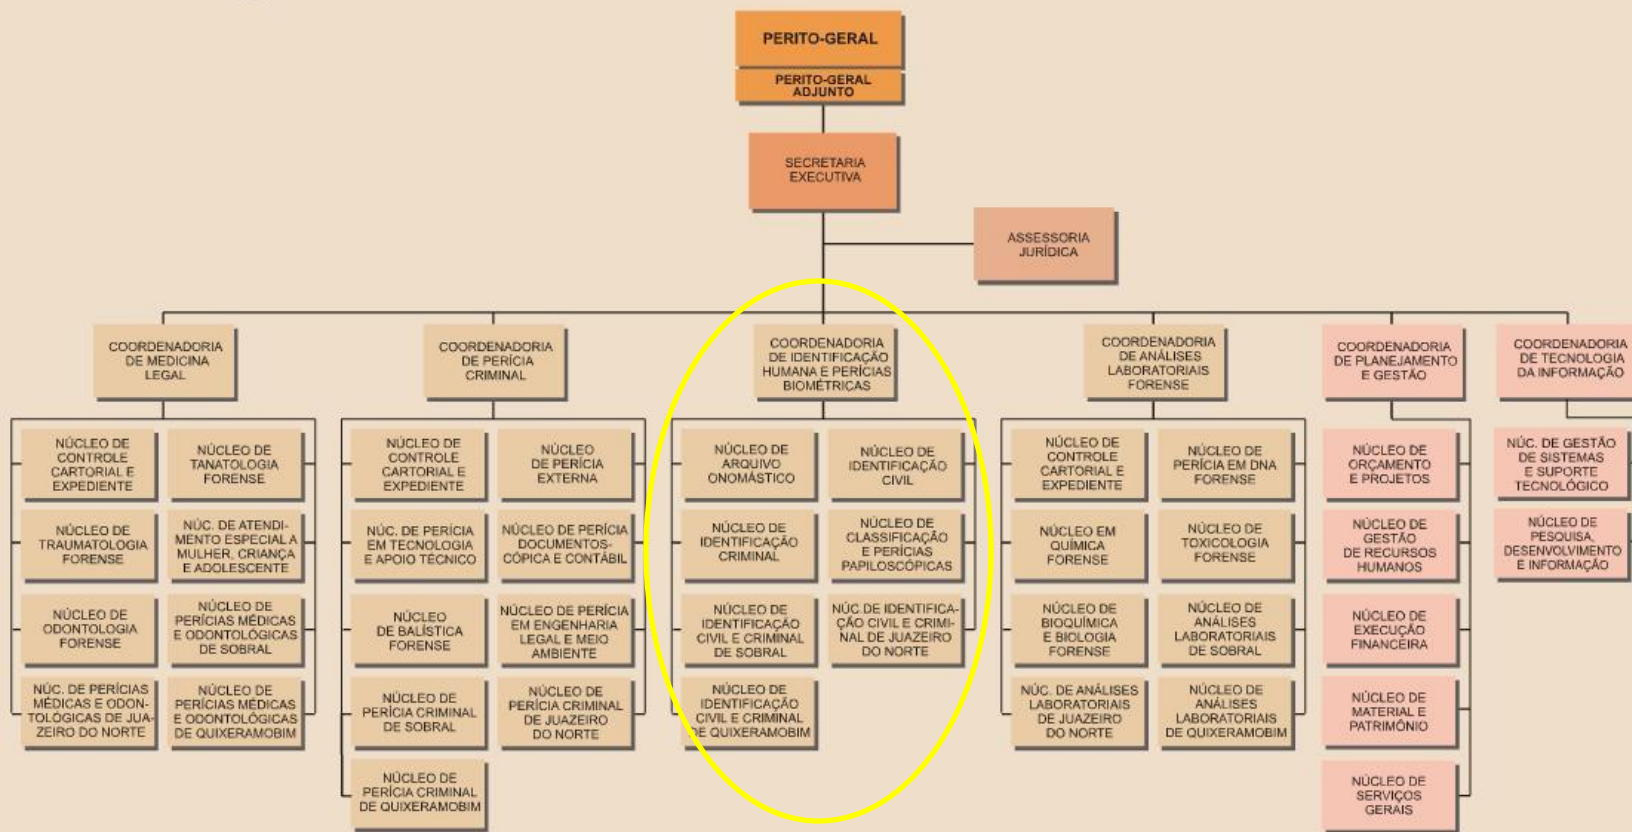 PERITO-GERAL
PERITO-GERAL
ADJUNTO
SECRETARIA
EXECUTIVA
ASSESSORIA
JURÍDICA
COORDENADORIA
DE MEDICINA
LEGAL
NÚCLEO DE
CONTROLE
CARTORIAL E
EXPEDIENTE
NÚCLEO DE
TANATOLOGIA
FORENSE
NÚCLEO DE
TRAUMATOLOGIA
FORENSE
NÚC. DE ATENDI-
MENTO ESPECIAL A
MULHER, CRIANÇA
E ADOLESCENTE
NÚCLEO DE
ODONTOLOGIA
FORENSE
NÚCLEO DE
PERÍCIAS MÉDICAS
E ODONTOLÓGICAS
DE SOBRAL
NÚC. DE PERÍCIAS
MÉDICAS E ODON-
TOLÓGICAS DE JUA-
ZEIRO DO NORTE
NÚCLEO DE
PERÍCIAS MÉDICAS
E ODONTOLÓGICAS
DE QUIXERAMOBIM
COORDENADORIA
DE PERÍCIA
CRIMINAL
NÚCLEO DE
CONTROLE
CARTORIAL E
EXPEDIENTE
NÚCLEO
DE PERÍCIA
EXTERNA
NÚC. DE PERÍCIA
EM TECNOLOGIA
E APOIO TÉCNICO
NÚCLEO DE PERÍCIA
DOCUMENTOS-
CÓPICA E CONTÁBIL
NÚCLEO
DE BALÍSTICA
FORENSE
NÚCLEO DE PERÍCIA
EM ENGENHARIA
LEGAL E MEIO
AMBIENTE
NÚCLEO DE
PERÍCIA CRIMINAL
DE SOBRAL
NÚCLEO DE
PERÍCIA CRIMINAL
DE JUAZEIRO
DO NORTE
NÚCLEO DE
PERÍCIA CRIMINAL
DE QUIXERAMOBIM
COORDENADORIA
DE IDENTIFICAÇÃO
HUMANA E PERÍCIAS
BIOMÉTRICAS
NÚCLEO DE
ARQUIVO
ONOMÁSTICO
NÚCLEO DE
IDENTIFICAÇÃO
CIVIL
NÚCLEO DE
IDENTIFICAÇÃO
CRIMINAL
NÚCLEO DE
CLASSIFICAÇÃO
E PERÍCIAS
PAPILOSCÓPICAS
NÚCLEO DE
IDENTIFICAÇÃO
CIVIL E CRIMINAL
DE SOBRAL
NÚC. DE IDENTIFICA-
ÇÃO CIVIL E CRIMI-
NAL DE JUAZEIRO
DO NORTE
NÚCLEO DE
IDENTIFICAÇÃO
CIVIL E CRIMINAL
DE QUIXERAMOBIM
COORDENADORIA
DE ANÁLISES
LABORATORIAIS
FORENSE
NÚCLEO DE
CONTROLE
CARTORIAL E
EXPEDIENTE
NÚCLEO DE
PERÍCIA EM DNA
FORENSE
NÚCLEO EM
QUÍMICA
FORENSE
NÚCLEO DE
TOXICOLOGIA
FORENSE
NÚCLEO DE
BIOQUÍMICA
E BIOLOGIA
FORENSE
NÚCLEO DE
ANÁLISES
LABORATORIAIS
DE SOBRAL
NÚC. DE ANÁLISES
LABORATORIAIS
DE JUAZEIRO
DO NORTE
NÚCLEO DE
ANÁLISES
LABORATORIAIS
DE QUIXERAMOBIM
COORDENADORIA
DE PLANEJAMENTO
E GESTÃO
NÚCLEO DE
ORÇAMENTO
E PROJETOS
NÚCLEO DE
GESTÃO
DE RECURSOS
HUMANOS
NÚCLEO DE
EXECUÇÃO
FINANCEIRA
NÚCLEO DE
MATERIAL E
PATRIMÔNIO
NÚCLEO DE
SERVIÇOS
GERAIS
COORDENADORIA
DE TECNOLOGIA
DA INFORMAÇÃO
NÚC. DE GESTÃO
DE SISTEMAS
E SUPORTE
TECNOLÓGICO
NÚCLEO DE
PESQUISA,
DESENVOLVIMENTO
E INFORMAÇÃO